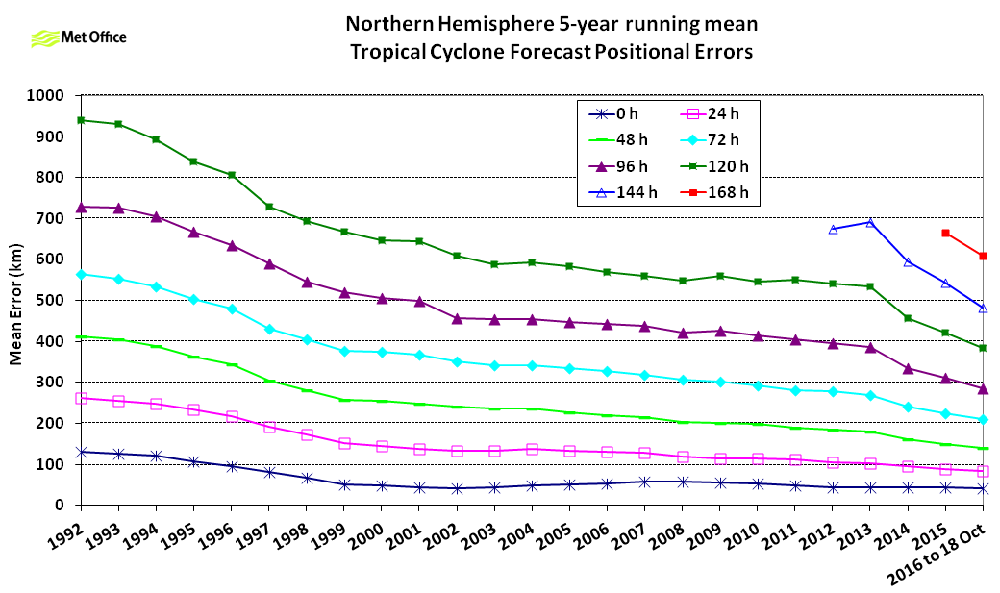 Met Office
Northern Hemisphere 5-year running mean
Tropical Cyclone Forecast Positional Errors
Mean Error (km)
1000
900
800
700
600
500
400
300
200
100
0
0 h
24 h
48 h
72 h
96 h
120 h
144 h
168 h
1992
1993
1994
1995
1996
1997
1998
1999
2000
2001
2002
2003
2004
2005
2006
2007
2008
2009
2010
2011
2012
2013
2014
2015
2016 to 18 Oct